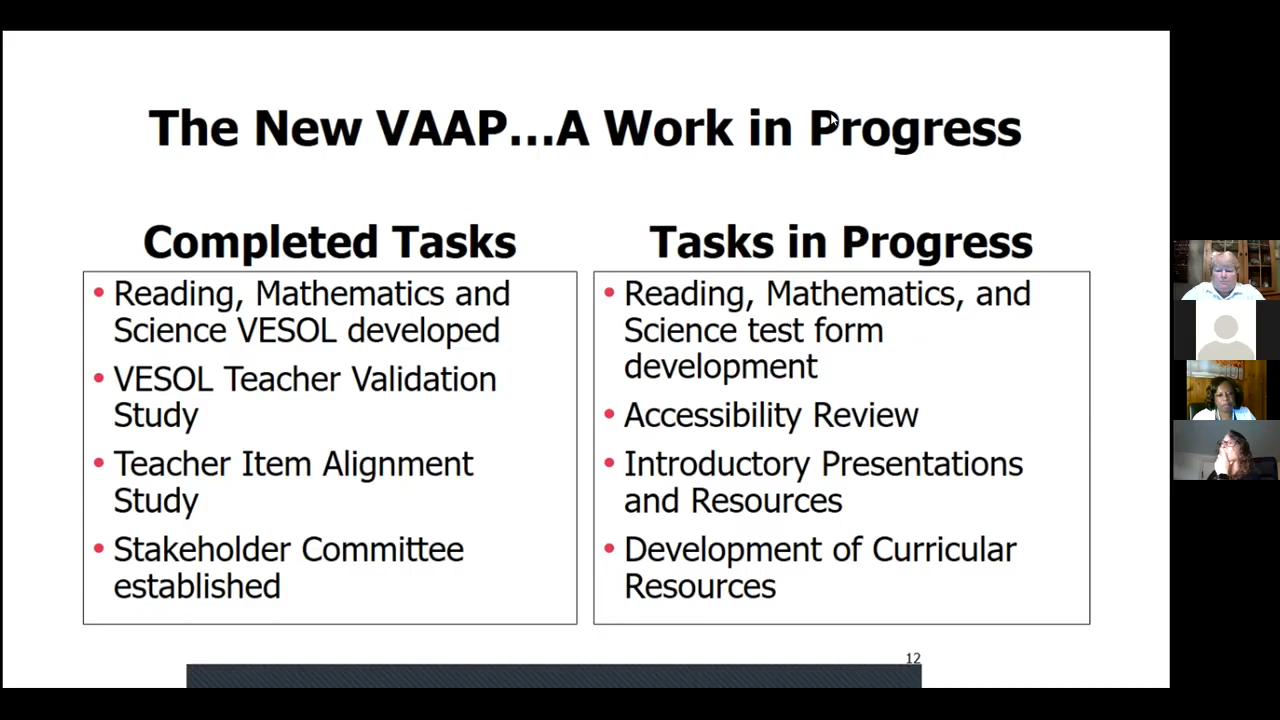 The New VAAP...A Work in Progress
Completed Tasks
• Reading, Mathematics and
Science VESOL developed
• VESOL Teacher Validation
Study
• Teacher Item Alignment
Study
• Stakeholder Committee
established
Tasks in Progress
• Reading, Mathematics, and
Science test form
development
• Accessibility Review
• Introductory Presentations
and Resources
• Development of Curricular
Resources
12